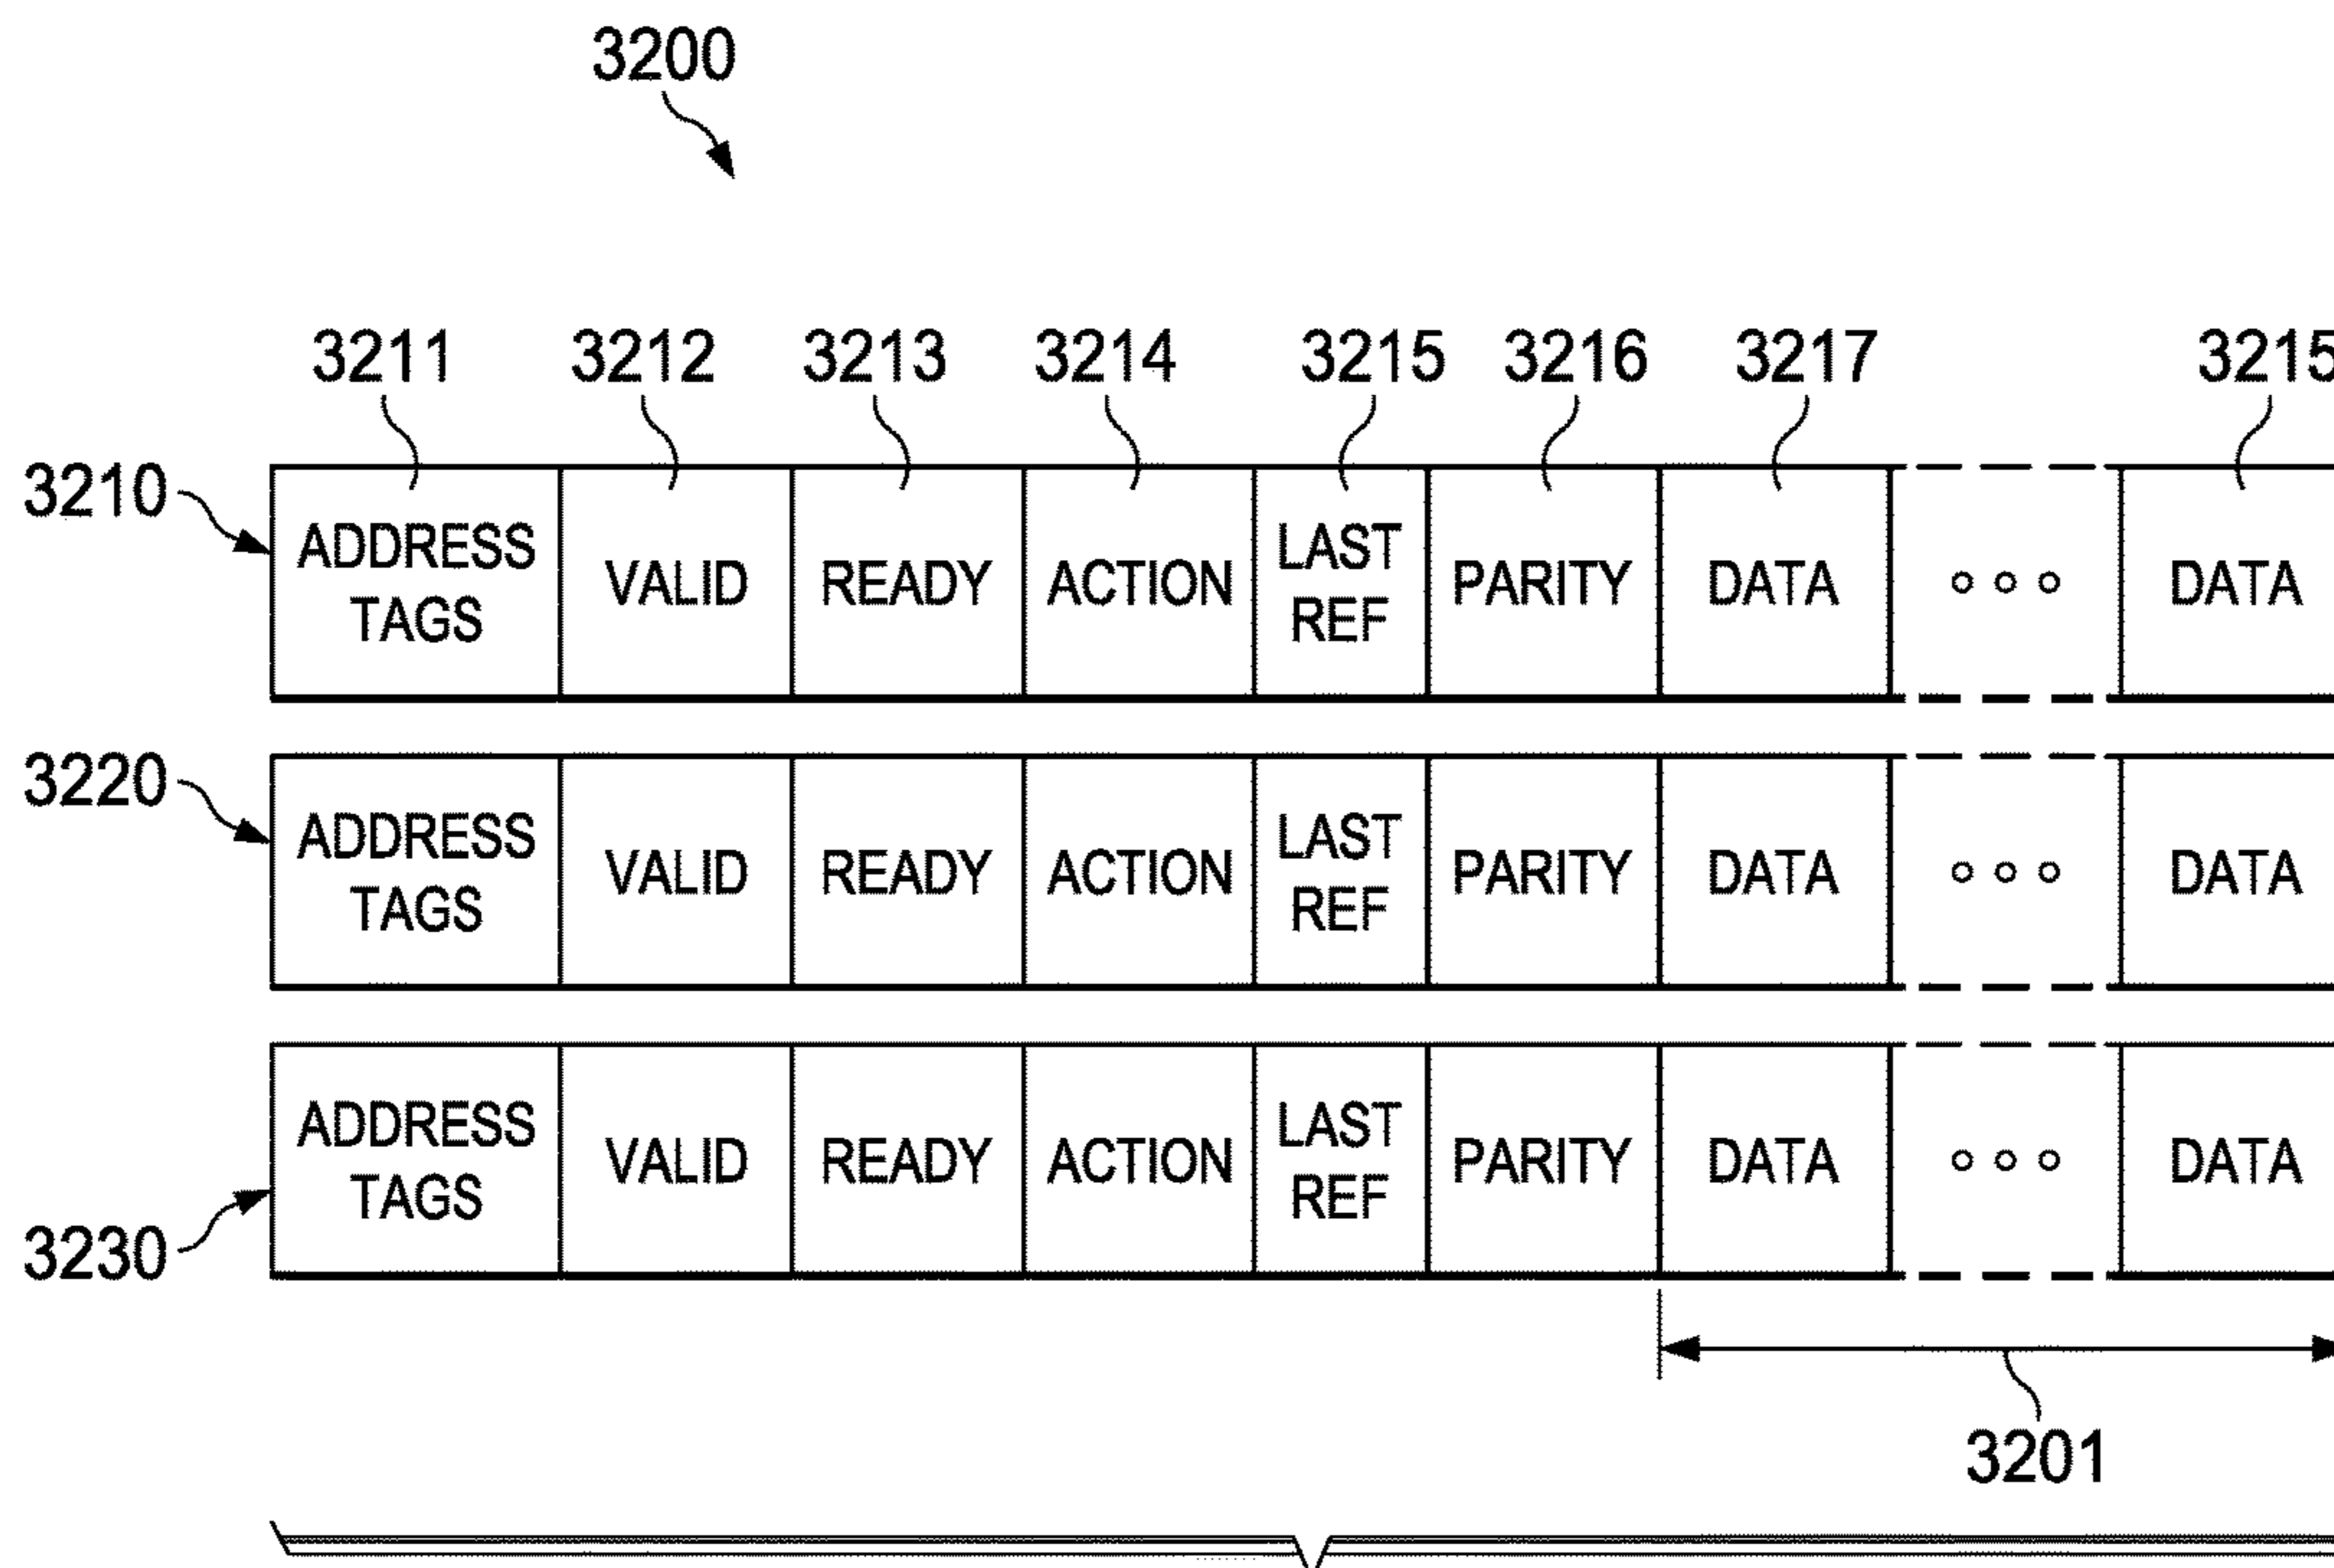 3200
3211 3212 3213 3214 3215 3216 3217 3215
3210
ADDRESS TAGS VALID READY ACTION LAST REF PARITY DATA DATA
3220
ADDRESS TAGS VALID READY ACTION LAST REF PARITY DATA DATA
3230
ADDRESS TAGS VALID READY ACTION LAST REF PARITY DATA DATA
3201